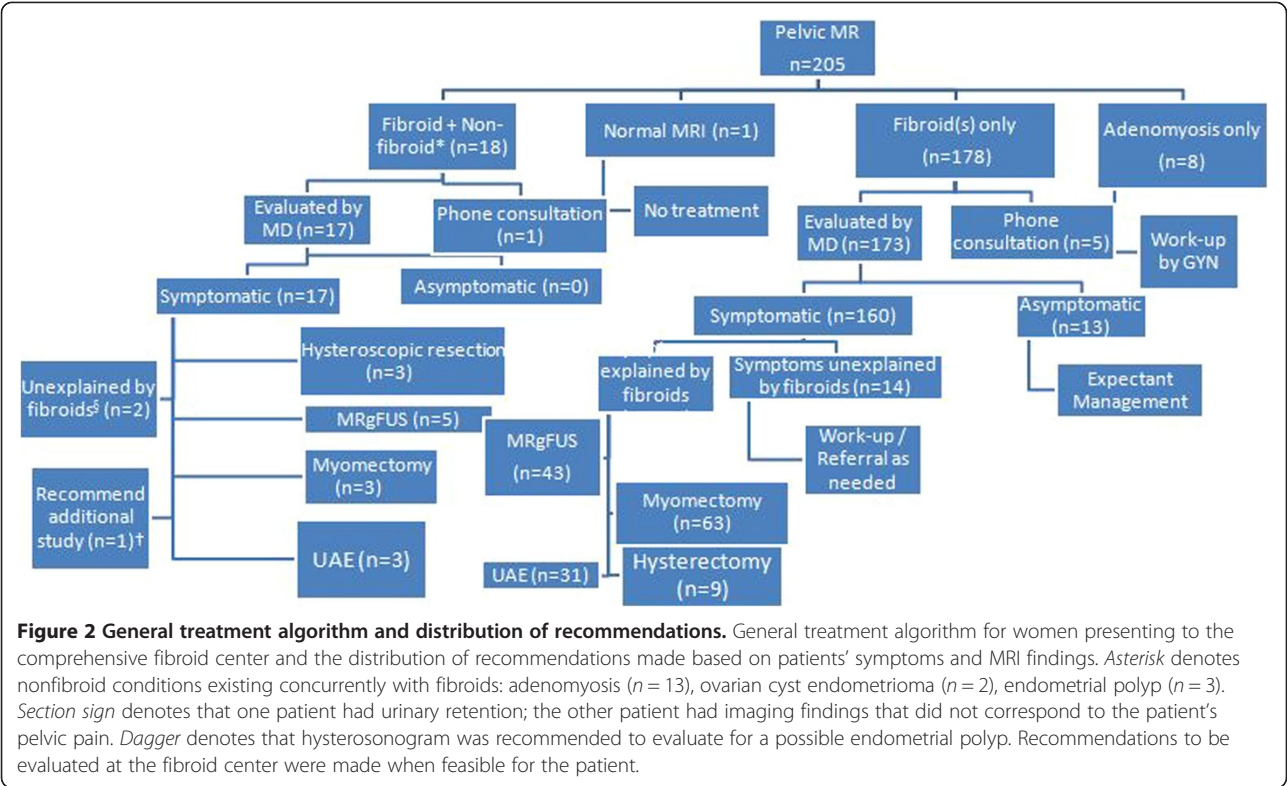 Pelvic MR
n=205
Fibroid + Non-
fibroid* (n=18)
Normal MRI (n=1)
Fibroid(s) only
(n=178)
Adenomyosis only
(n=8)
Evaluated by
MD (n=17)
Phone consultation
(n=1)
No treatment
Evaluated by
MD (n=173)
Phone
consultation (n=5)
Work-up
by GYN
Symptomatic (n=17)
Asymptomatic (n=0)
Symptomatic (n=160)
Asymptomatic
(n=13)
Hysteroscopic resection
(n=3)
Unexplained by
fibroids§ (n=2)
explained by
fibroids
Symptoms unexplained
by fibroids (n=14)
Expectant
Management
MRgFUS (n=5)
MRgFUS
(n=43)
Work-up /
Referral as
needed
Myomectomy
(n=3)
Recommend
additional
study (n=1)†
Myomectomy
(n=63)
UAE (n=3)
UAE (n=31)
Hysterectomy
(n=9)
Figure 2 General treatment algorithm and distribution of recommendations. General treatment algorithm for women presenting to the
comprehensive fibroid center and the distribution of recommendations made based on patients' symptoms and MRI findings. Asterisk denotes
nonfibroid conditions existing concurrently with fibroids: adenomyosis (n = 13), ovarian cyst endometrioma (n = 2), endometrial polyp (n = 3).
Section sign denotes that one patient had urinary retention; the other patient had imaging findings that did not correspond to the patient's
pelvic pain. Dagger denotes that hysterosonogram was recommended to evaluate for a possible endometrial polyp. Recommendations to be
evaluated at the fibroid center were made when feasible for the patient.